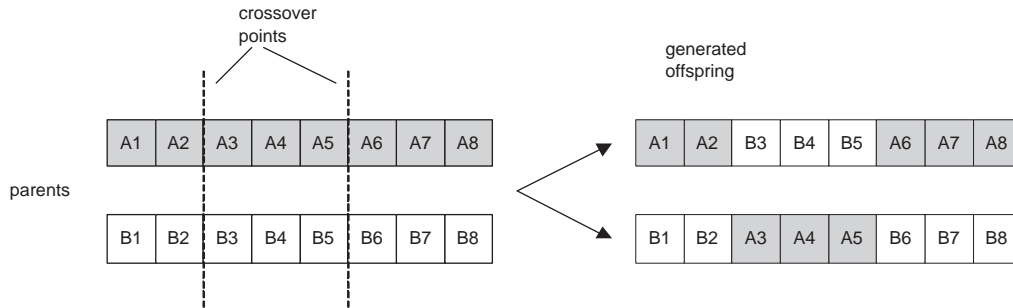 crossover
points
generated
offspring
A1 A2 A3 A4 A5 A6 A7 A8
A1 A2 B3 B4 B5 A6 A7 A8
parents
B1 B2 B3 B4 B5 B6 B7 B8
B1 B2 A3 A4 A5 B6 B7 B8